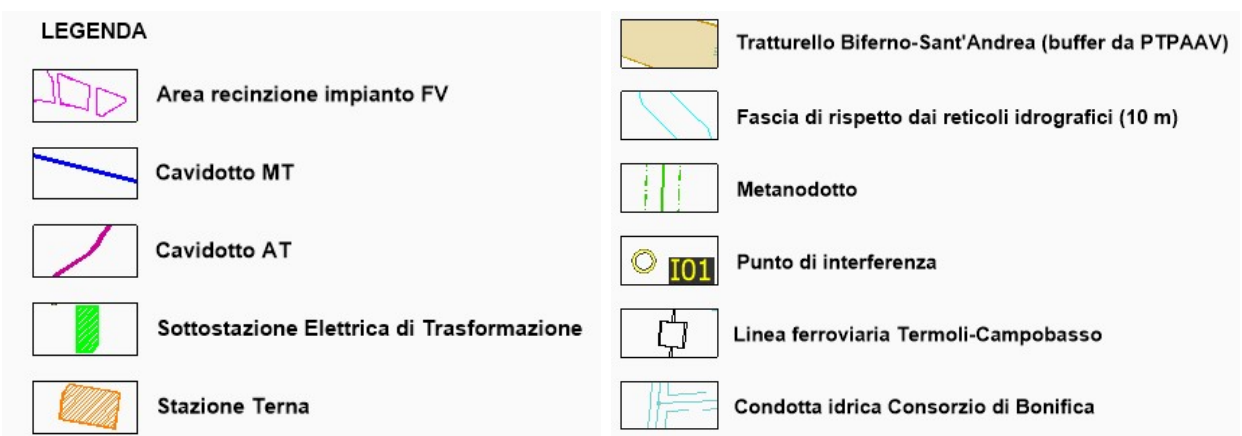 LEGENDA
Area recinzione impianto FV
Cavidotto MT
Cavidotto AT
Sottostazione Elettrica di Trasformazione
Stazione Terna
Tratturello Biferno-Sant'Andrea (buffer da PTPAAV)
Fascia di rispetto dai reticoli idrografici (10 m)
Metanodotto
I01
Punto di interferenza
Linea ferroviaria Termoli-Campobasso
Condotta idrica Consorzio di Bonifica